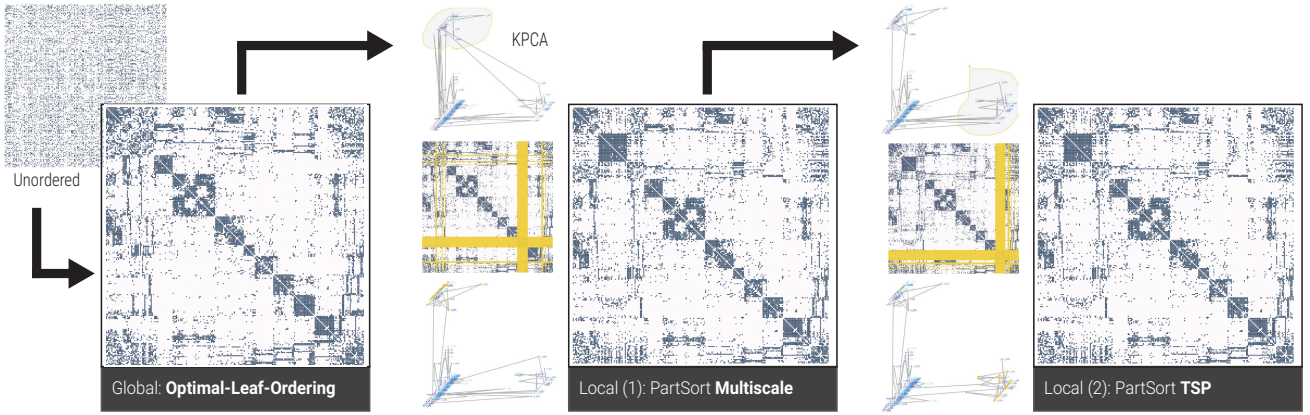 KPCA
Unordered
Global: Optimal-Leaf-Ordering
Local (1): PartSort Multiscale
Local (2): PartSort TSP